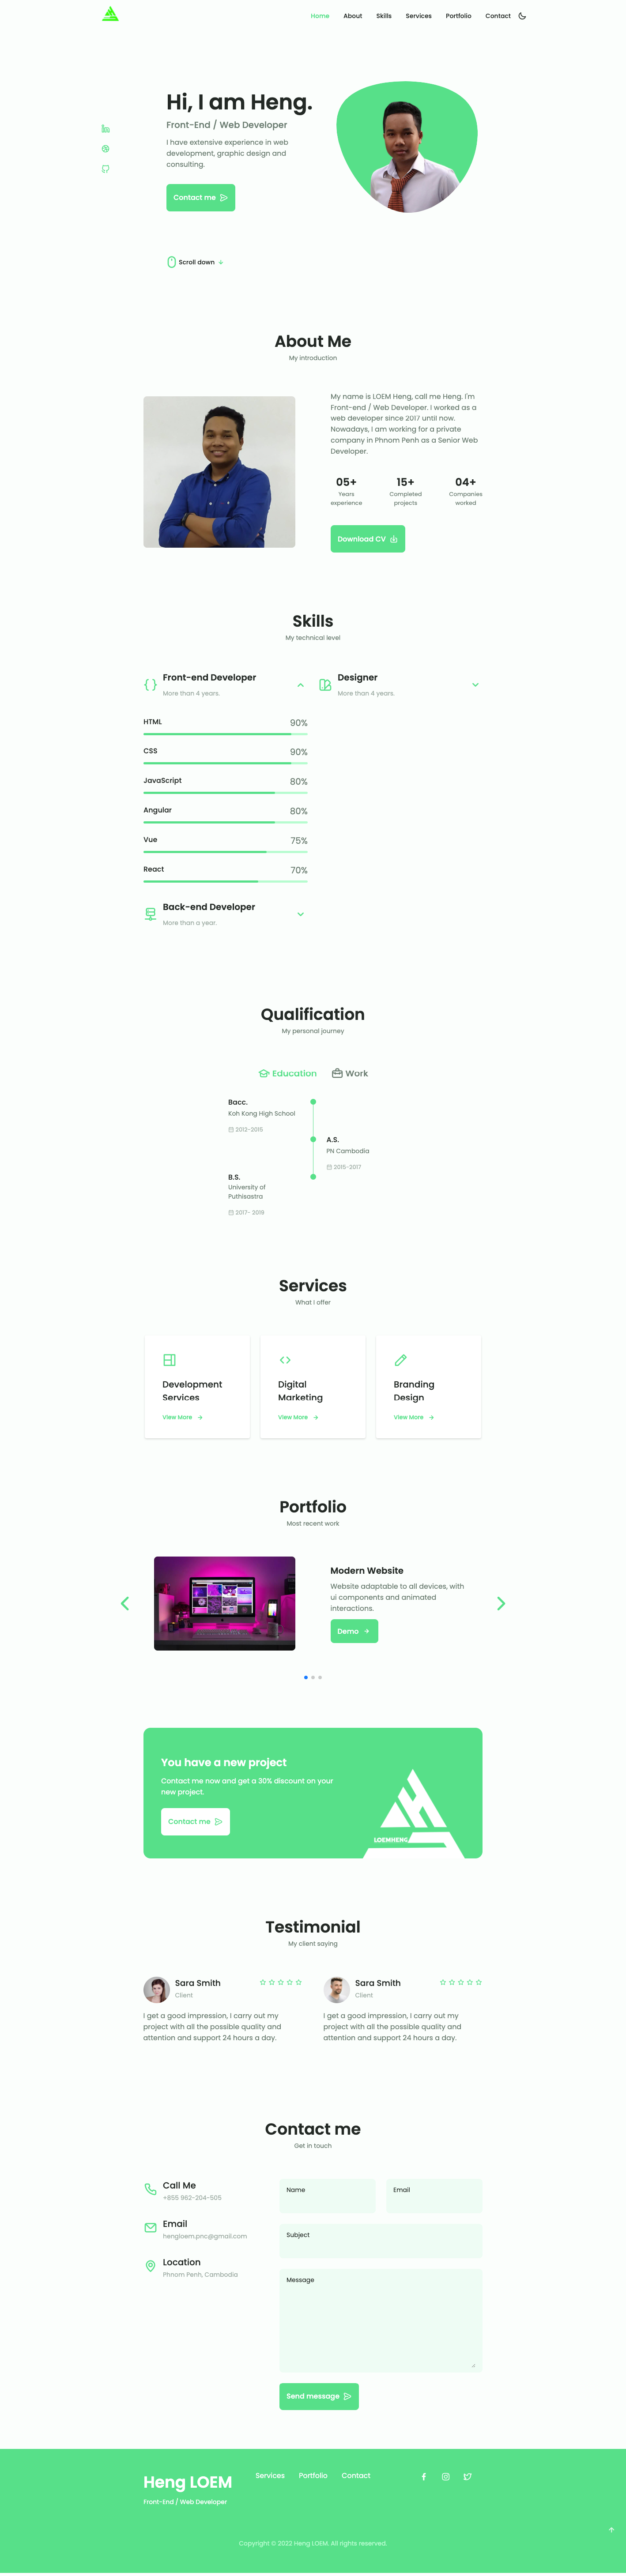 Home About Skills Services Portfolio Contact
Hi, I am Heng.
Front-End / Web Developer
I have extensive experience in web
development, graphic design and
consulting.
Contact me
Scroll down
About Me
My introduction
My name is LOEM Heng, call me Heng. I'm
Front-end / Web Developer. I worked as a
web developer since 2017 until now.
Nowadays, I am working for a private
company in Phnom Penh as a Senior Web
Developer.
05+ 15+ 04+
Years Completed Companies
experience projects worked
Download CV
Skills
My technical level
Front-end Developer
More than 4 years.
Designer
More than 4 years.
HTML 90%
CSS 90%
JavaScript 80%
Angular 80%
Vue 75%
React 70%
Back-end Developer
More than a year.
Qualification
My personal journey
Education Work
Bacc.
Koh Kong High School
2012-2015
A.S.
PN Cambodia
2015-2017
B.S.
University of
Puthisastra
2017- 2019
Services
What I offer
Development
Services
View More
Digital
Marketing
View More
Branding
Design
View More
Portfolio
Most recent work
Modern Website
Website adaptable to all devices, with
ui components and animated
interactions.
Demo
You have a new project
Contact me now and get a 30% discount on your
new project.
Contact me
LOEMHENG
Testimonial
My client saying
Sara Smith
Client
I get a good impression, I carry out my
project with all the possible quality and
attention and support 24 hours a day.
Sara Smith
Client
I get a good impression, I carry out my
project with all the possible quality and
attention and support 24 hours a day.
Contact me
Get in touch
Call Me
+855 962-204-505
Email
hengloem.pnc@gmail.com
Location
Phnom Penh, Cambodia
Name
Email
Subject
Message
Send message
Heng LOEM
Front-End / Web Developer
Services Portfolio Contact
Copyright © 2022 Heng LOEM. All rights reserved.